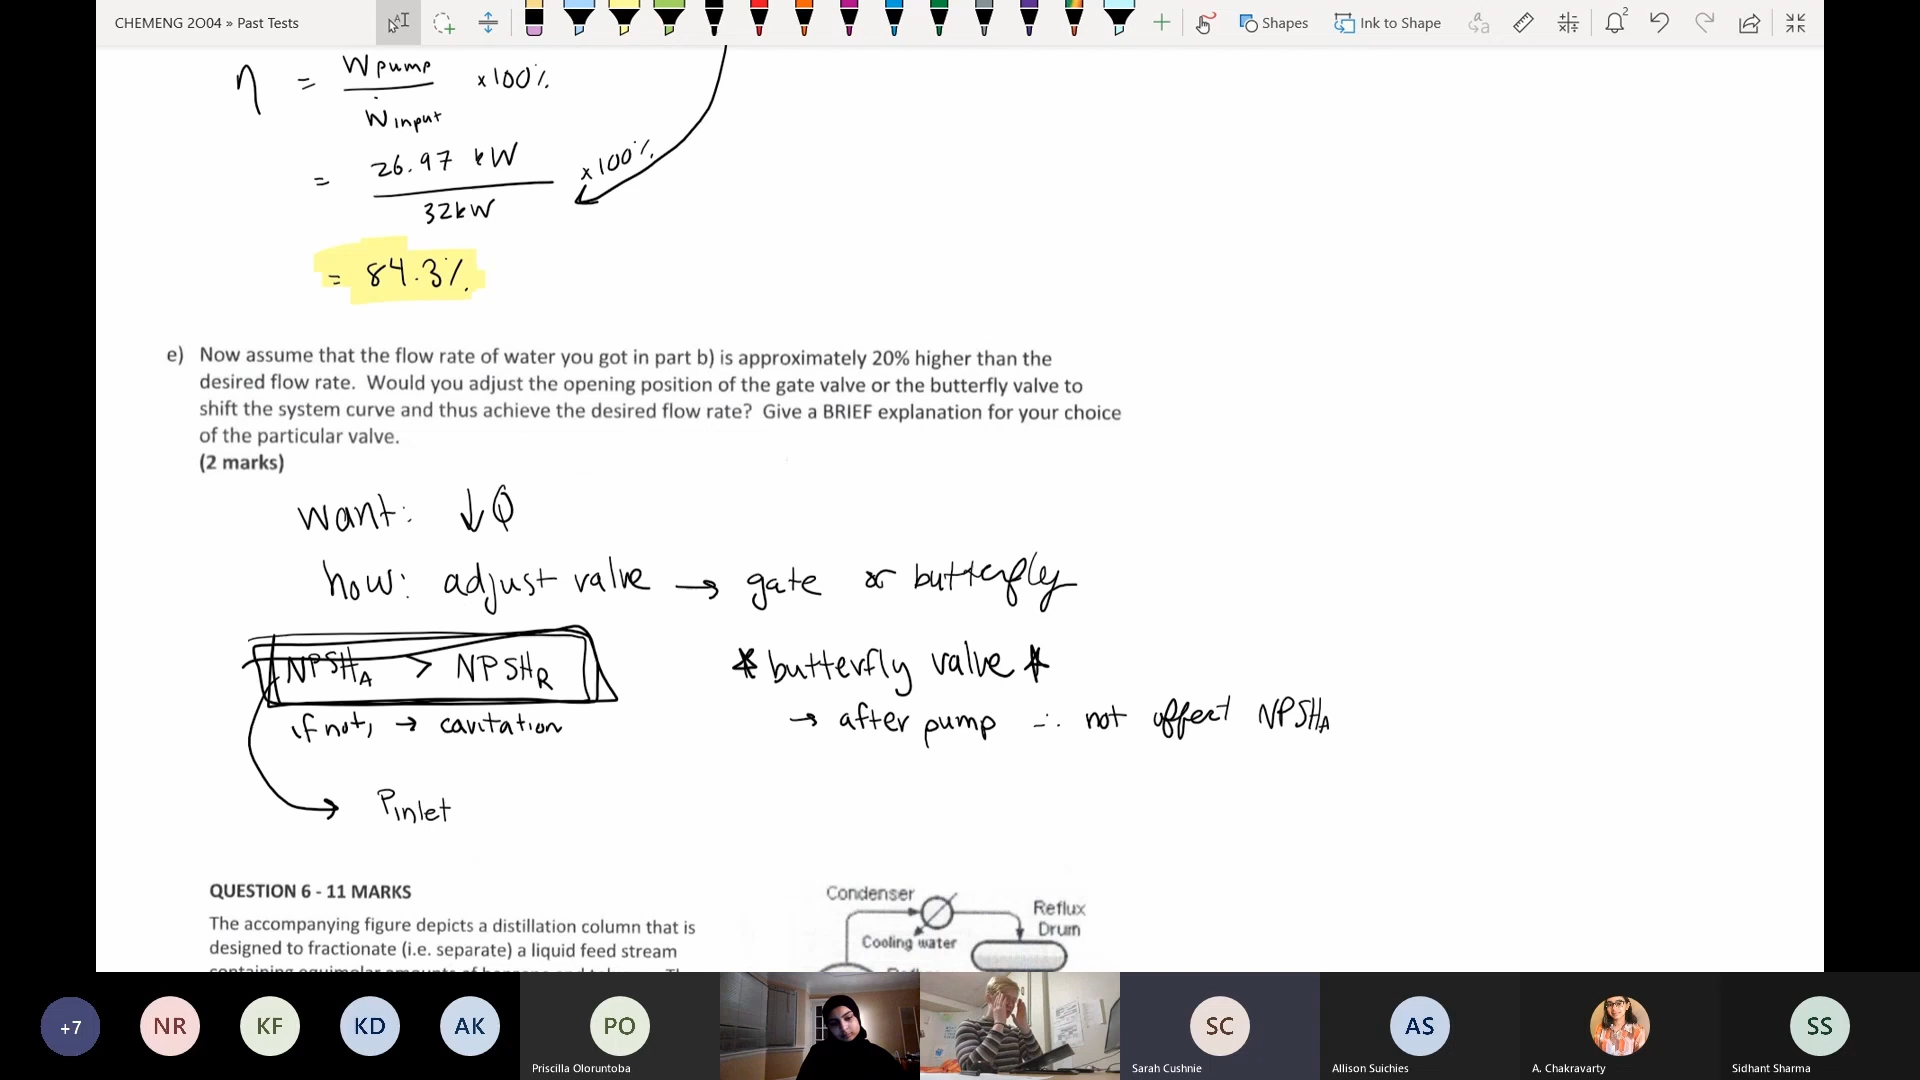 CHEMENG 2O04 » Past Tests
Shapes
Ink to Shape
2
η = Wpump / Ẇinput × 100%
= 26.97 kW / 32kW × 100%
= 84.3%
e) Now assume that the flow rate of water you got in part b) is approximately 20% higher than the
desired flow rate. Would you adjust the opening position of the gate valve or the butterfly valve to
shift the system curve and thus achieve the desired flow rate? Give a BRIEF explanation for your choice
of the particular valve.
(2 marks)
want: ↓Q
how: adjust valve → gate or butterfly
NPSHA > NPSHR
* butterfly valve *
if not, → cavitation
→ after pump ∴ not affect NPSHA
Pinlet
QUESTION 6 - 11 MARKS
The accompanying figure depicts a distillation column that is
designed to fractionate (i.e. separate) a liquid feed stream
Condenser
Reflux
Drum
Cooling water
+7
NR
KF
KD
AK
PO
Priscilla Oloruntoba
SC
Sarah Cushnie
AS
Allison Suichies
A. Chakravarty
SS
Sidhant Sharma